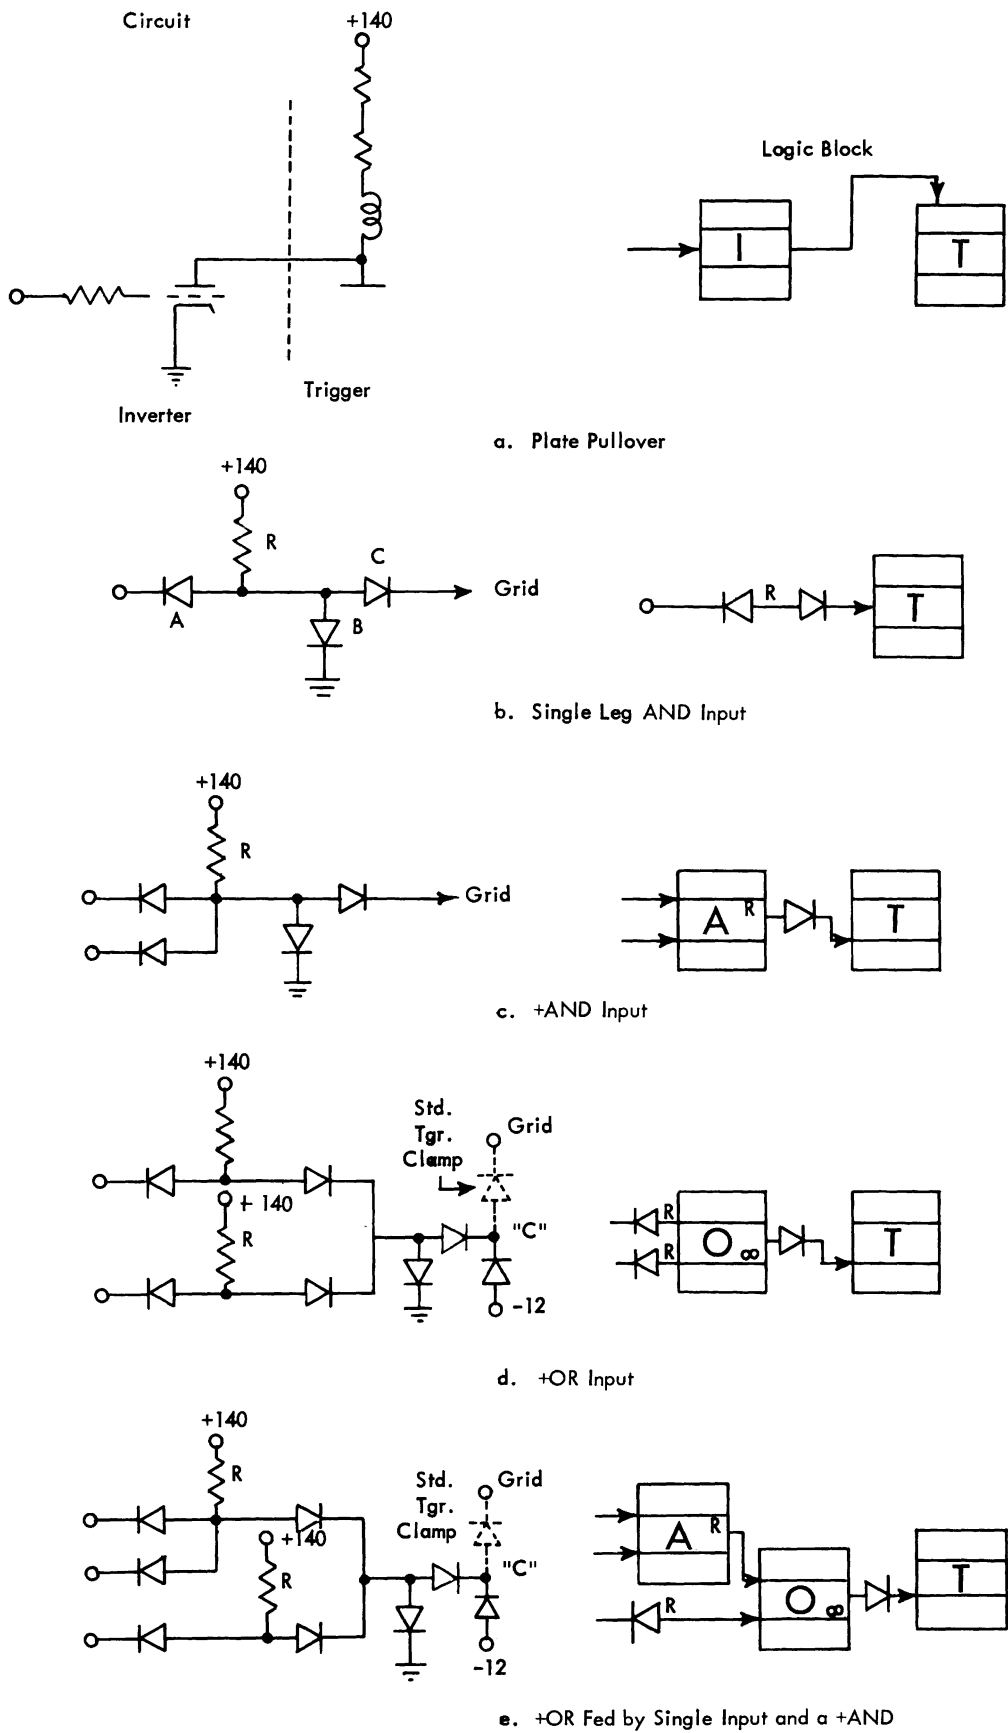 Circuit
+140
Logic Block
I
T
Trigger
Inverter
a. Plate Pullover
+140
R
C
A
B
Grid
R
T
b. Single Leg AND Input
+140
R
Grid
A R
T
c. +AND Input
+140
Std.
Tgr.
Clamp
Grid
+ 140
R
"C"
-12
R
R
O ∞
T
d. +OR Input
+140
R
Std.
Tgr.
Clamp
Grid
+140
R
"C"
-12
A R
R
O ∞
T
e. +OR Fed by Single Input and a +AND